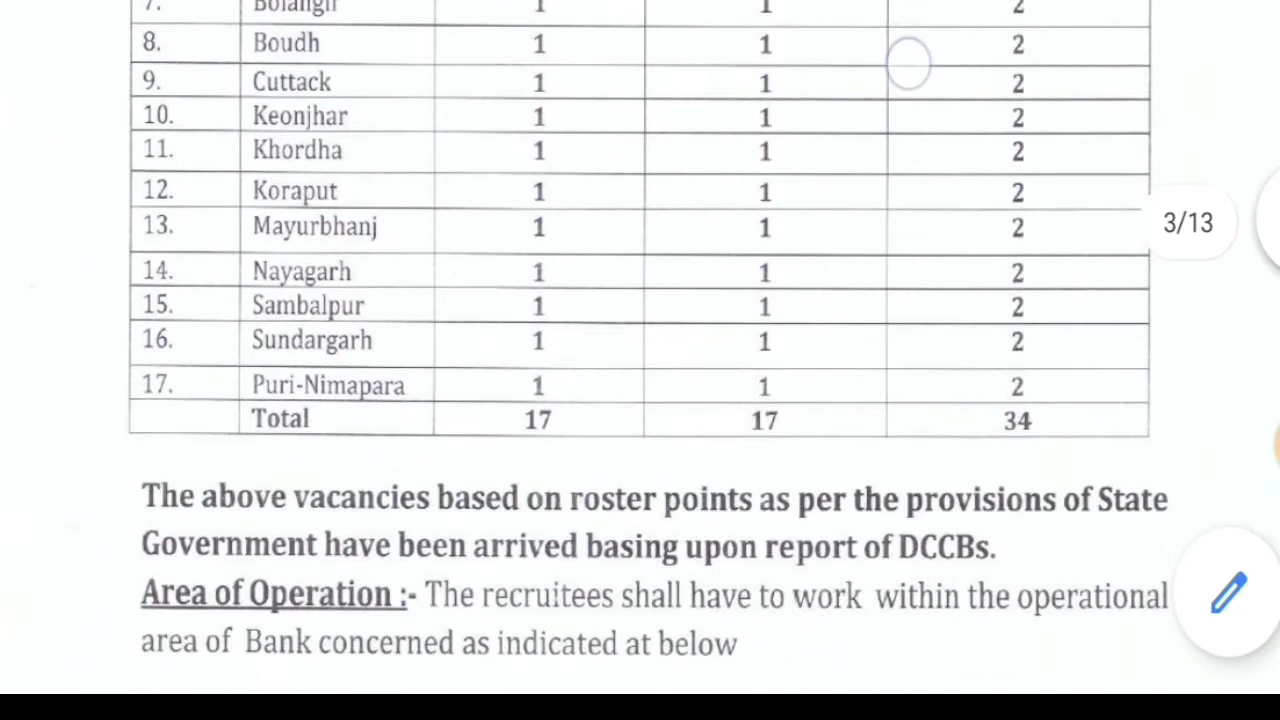 7. Bolangir 1 1 2
8. Boudh 1 1 2
9. Cuttack 1 1 2
10. Keonjhar 1 1 2
11. Khordha 1 1 2
12. Koraput 1 1 2
13. Mayurbhanj 1 1 2
3/13
14. Nayagarh 1 1 2
15. Sambalpur 1 1 2
16. Sundargarh 1 1 2
17. Puri-Nimapara 1 1 2
Total 17 17 34
The above vacancies based on roster points as per the provisions of State
Government have been arrived basing upon report of DCCBs.
Area of Operation :- The recruitees shall have to work within the operational
area of Bank concerned as indicated at below